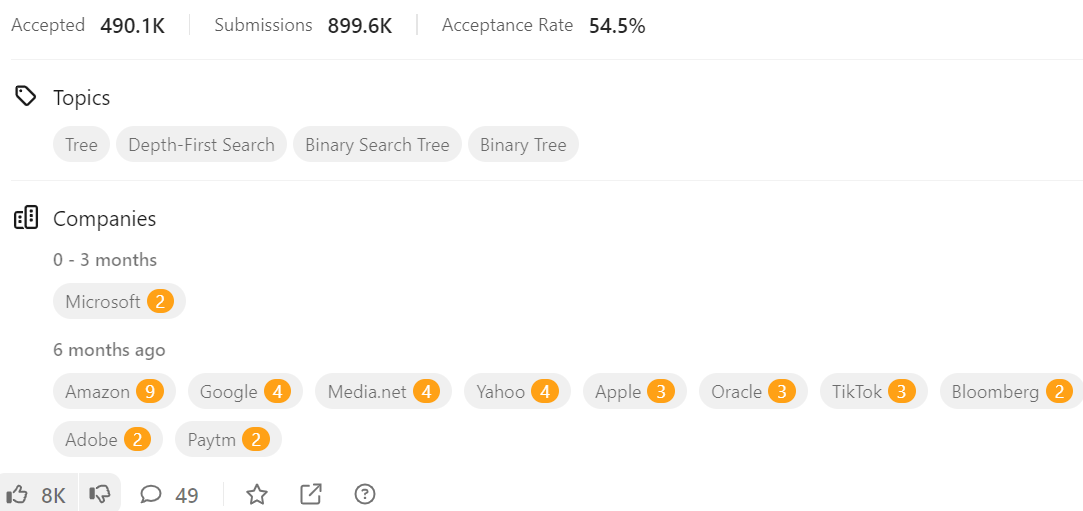 Accepted 490.1K Submissions 899.6K Acceptance Rate 54.5%
Topics
Tree Depth-First Search Binary Search Tree Binary Tree
Companies
0 - 3 months
Microsoft 2
6 months ago
Amazon 9 Google 4 Media.net 4 Yahoo 4 Apple 3 Oracle 3 TikTok 3 Bloomberg 2
Adobe 2 Paytm 2
8K 49